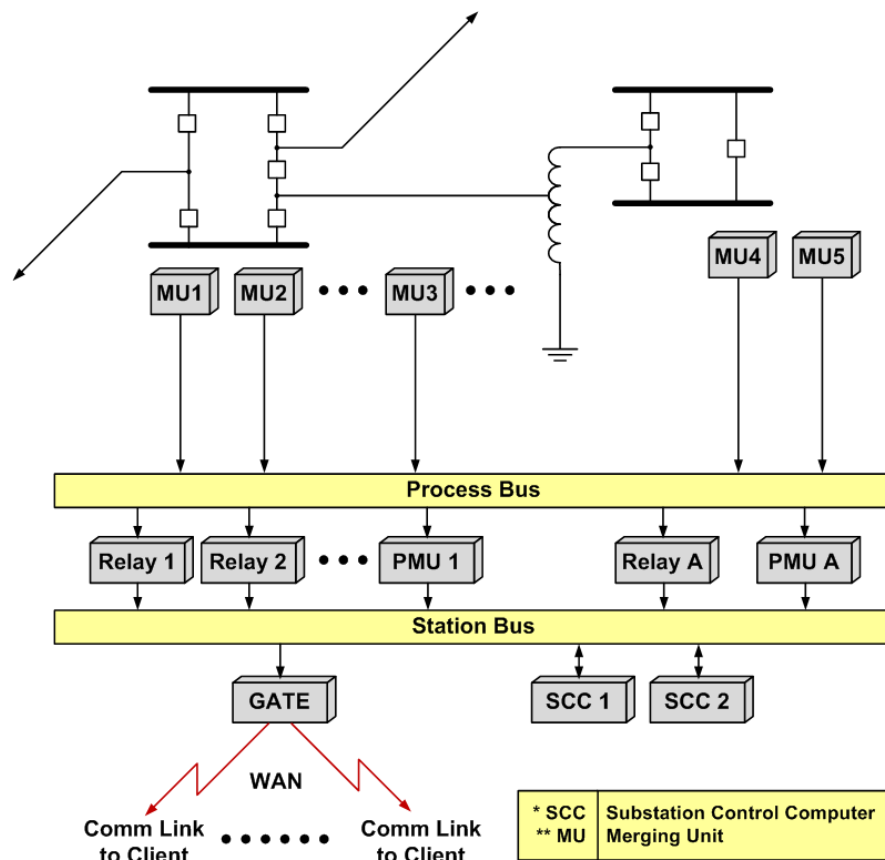 MU1
MU2
MU3
MU4
MU5
Process Bus
Relay 1
Relay 2
PMU 1
Relay A
PMU A
Station Bus
GATE
SCC 1
SCC 2
WAN
Comm Link
to Client
Comm Link
to Client
* SCC Substation Control Computer
** MU Merging Unit